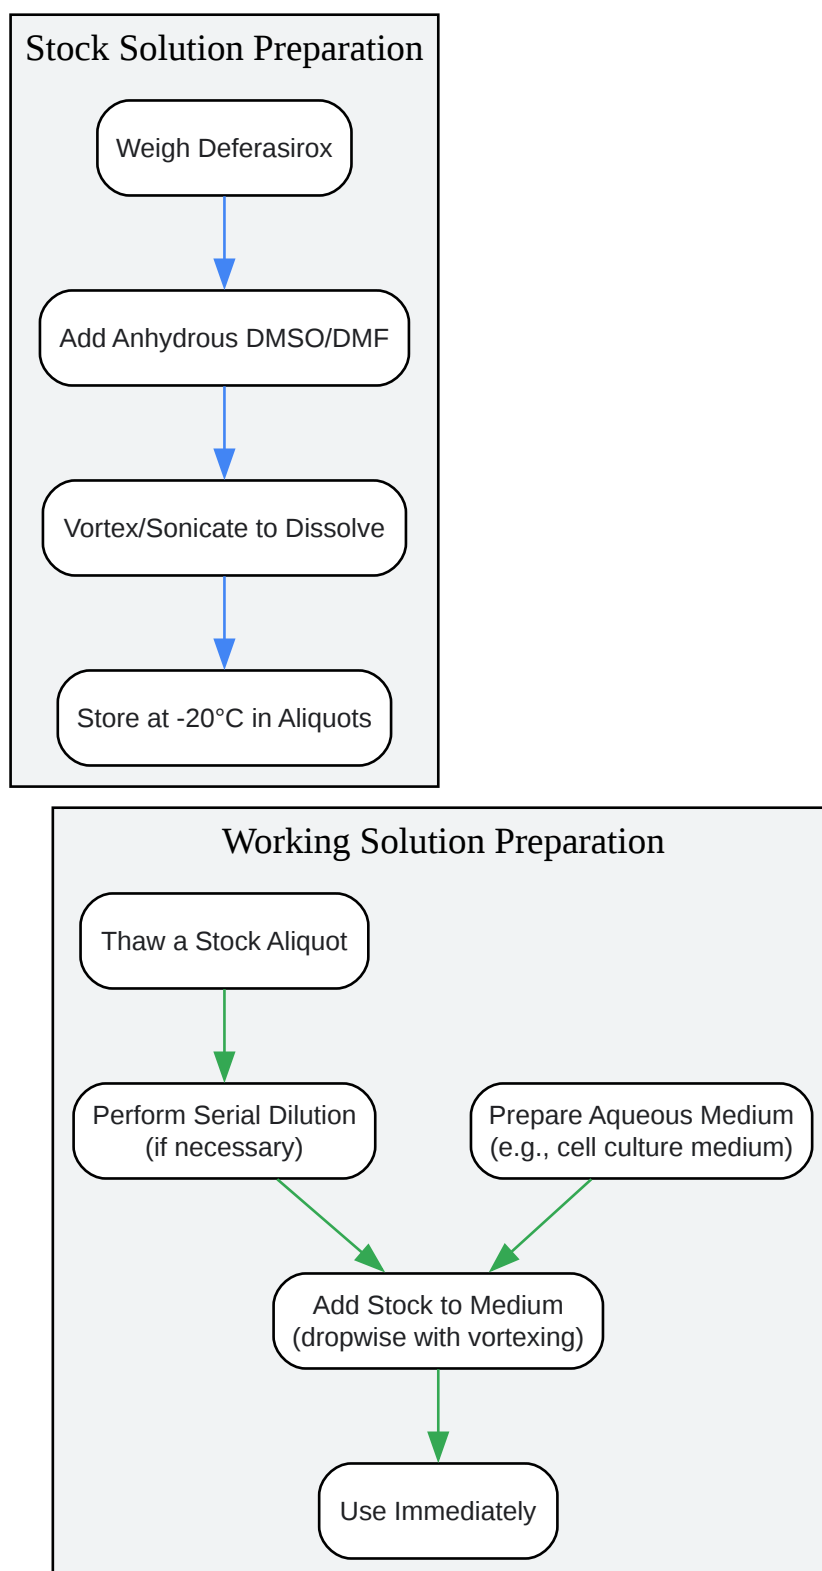 Stock Solution Preparation
Weigh Deferasirox
Add Anhydrous DMSO/DMF
Vortex/Sonicate to Dissolve
Store at -20°C in Aliquots
Working Solution Preparation
Thaw a Stock Aliquot
Perform Serial Dilution
(if necessary)
Prepare Aqueous Medium
(e.g., cell culture medium)
Add Stock to Medium
(dropwise with vortexing)
Use Immediately